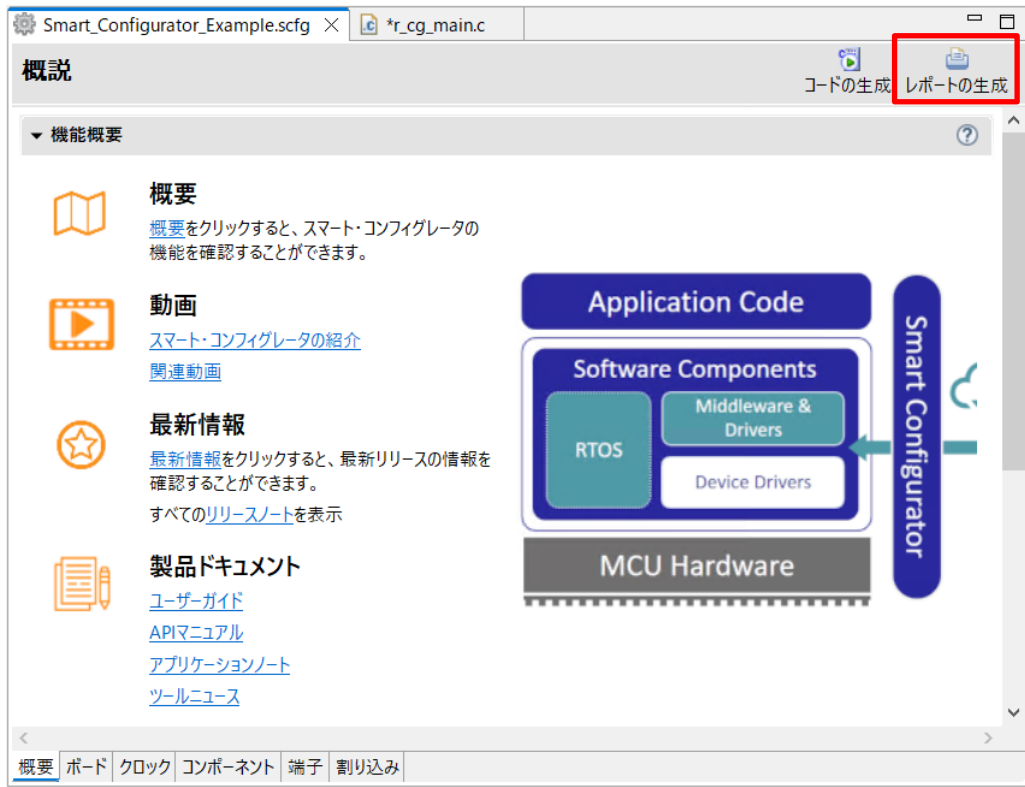 Smart_Configurator_Example.scfg
*r_cg_main.c
概説
コードの生成
レポートの生成
機能概要
概要
概要をクリックすると、スマート・コンフィグレータの
機能を確認することができます。
動画
スマート・コンフィグレータの紹介
関連動画
最新情報
最新情報をクリックすると、最新リリースの情報を
確認することができます。
すべてのリリースノートを表示
製品ドキュメント
ユーザーガイド
APIマニュアル
アプリケーションノート
ツールニュース
Application Code
Software Components
RTOS
Middleware &
Drivers
Device Drivers
MCU Hardware
Smart Configurator
概要
ボード
クロック
コンポーネント
端子
割り込み